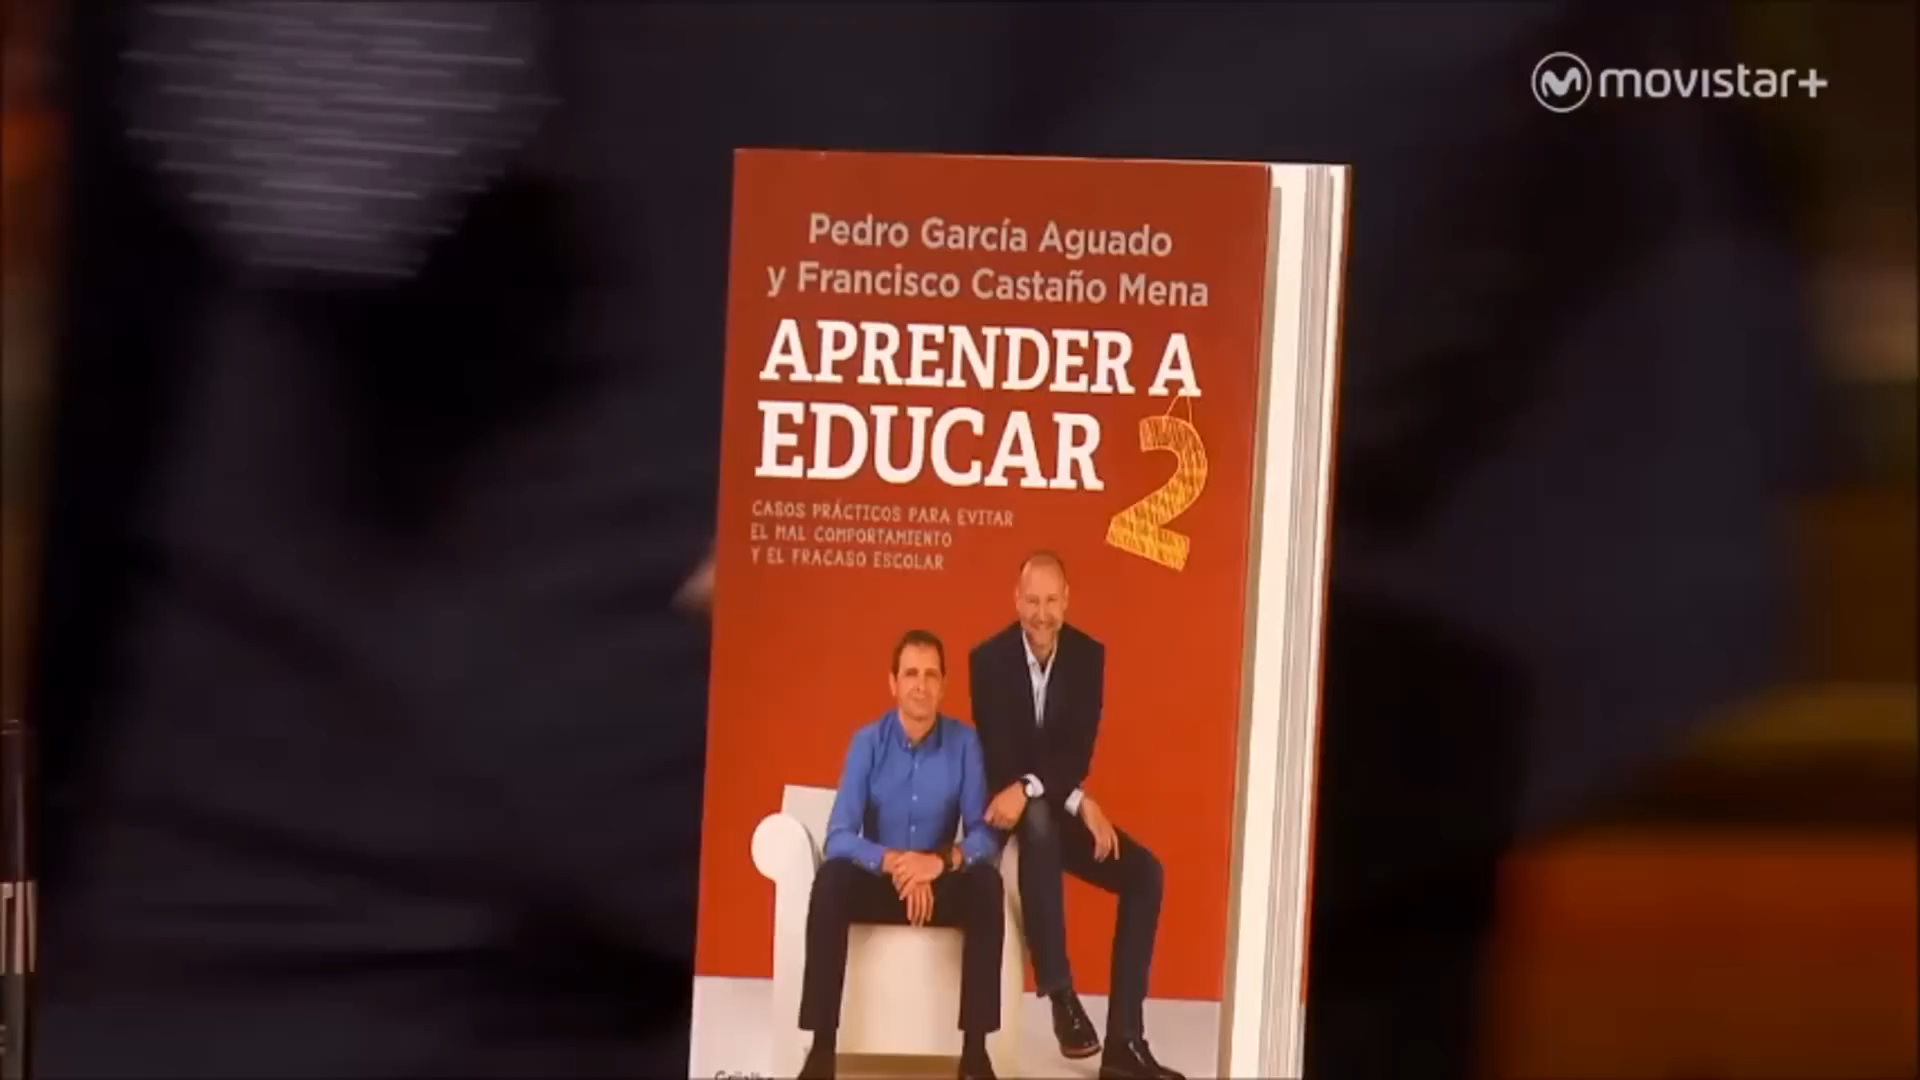 movistar+
Pedro García Aguado
y Francisco Castaño Mena
APRENDER A
EDUCAR 2
CASOS PRÁCTICOS PARA EVITAR
EL MAL COMPORTAMIENTO
Y EL FRACASO ESCOLAR